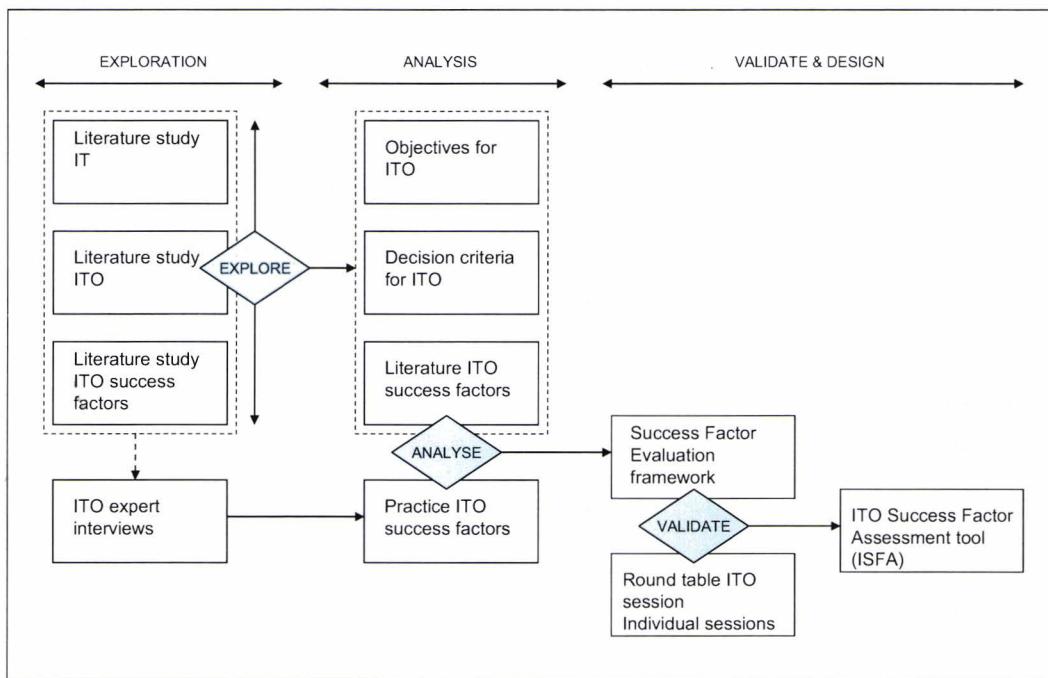 EXPLORATION
ANALYSIS
VALIDATE & DESIGN
Literature study
IT
Literature study
ITO
Literature study
ITO success
factors
EXPLORE
ITO expert
interviews
Objectives for
ITO
Decision criteria
for ITO
Literature ITO
success factors
ANALYSE
Practice ITO
success factors
Success Factor
Evaluation
framework
VALIDATE
Round table ITO
session
Individual sessions
ITO Success Factor
Assessment tool
(ISFA)